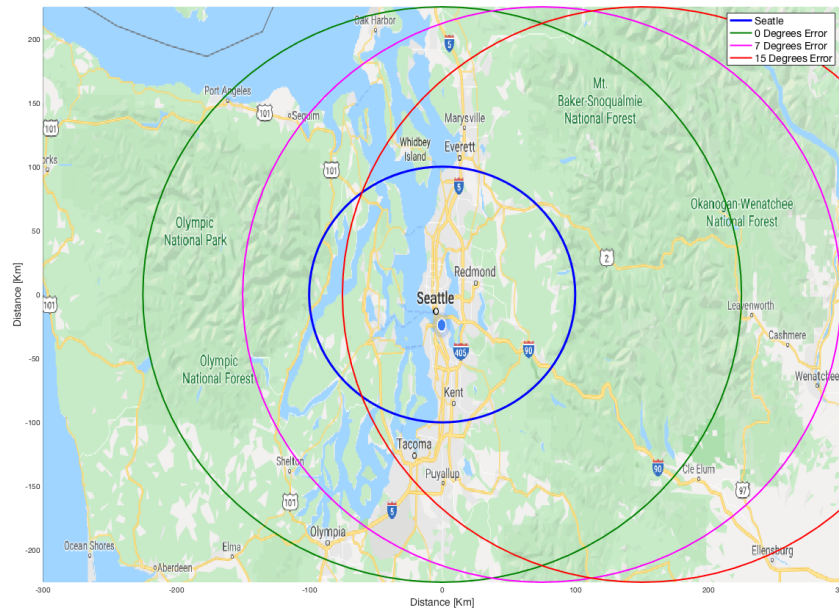 Seatle
0 Degrees Error
7 Degrees Error
15 Degrees Error
Oak Harbor
5
Mt.
Baker-Snoqualmie
National Forest
Port Angeles
101
Sequim
Marysville
101
Whidbey
Island
Everett
101
5
Okanogan-Wenatchee
National Forest
Olympic
National Park
2
Redmond
Seattle
101
Leavenworth
Cashmere
405
90
Olympic
National Forest
Wenatchee
Kent
Tacoma
Shelton
90
Cle Elum
Puyallup
97
101
5
Olympia
Ocean Shores
Elma
Aberdeen
Ellensburg
200
150
100
50
0
-50
-100
-150
-200
Distance [Km]
-300
-200
-100
0
100
200
Distance [Km]